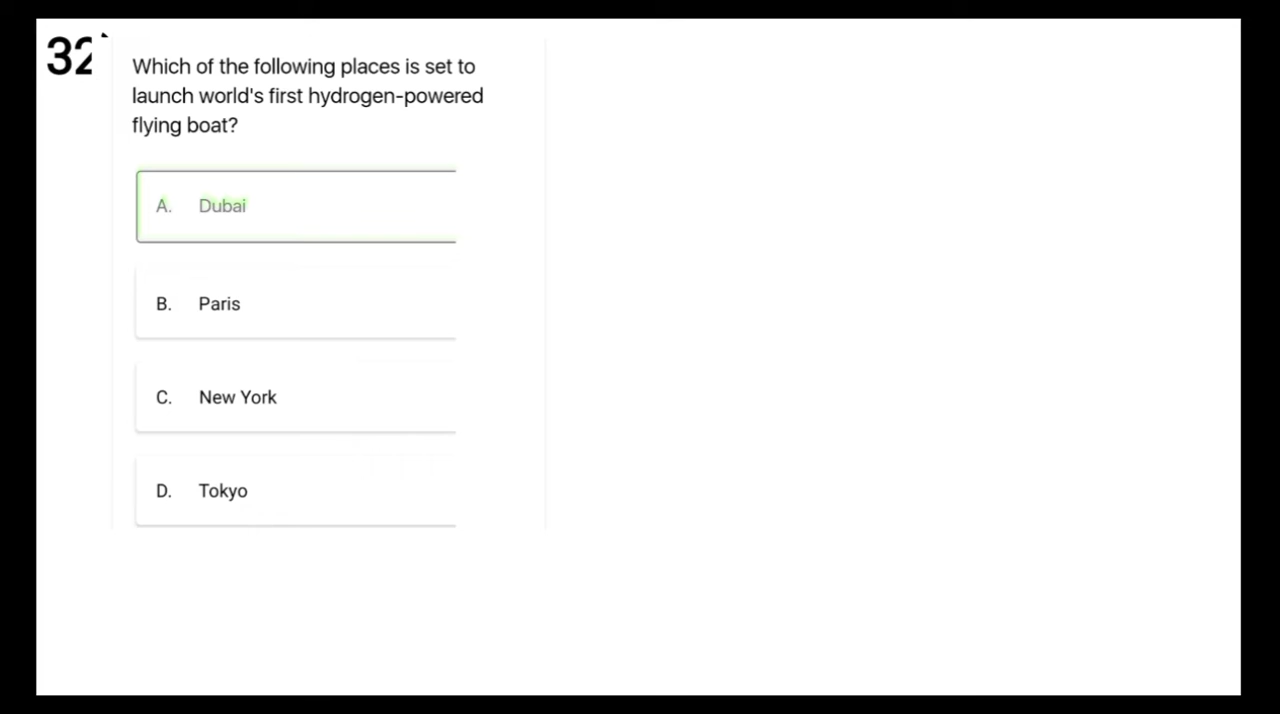 32
Which of the following places is set to
launch world's first hydrogen-powered
flying boat?
A. Dubai
B. Paris
C. New York
D. Tokyo